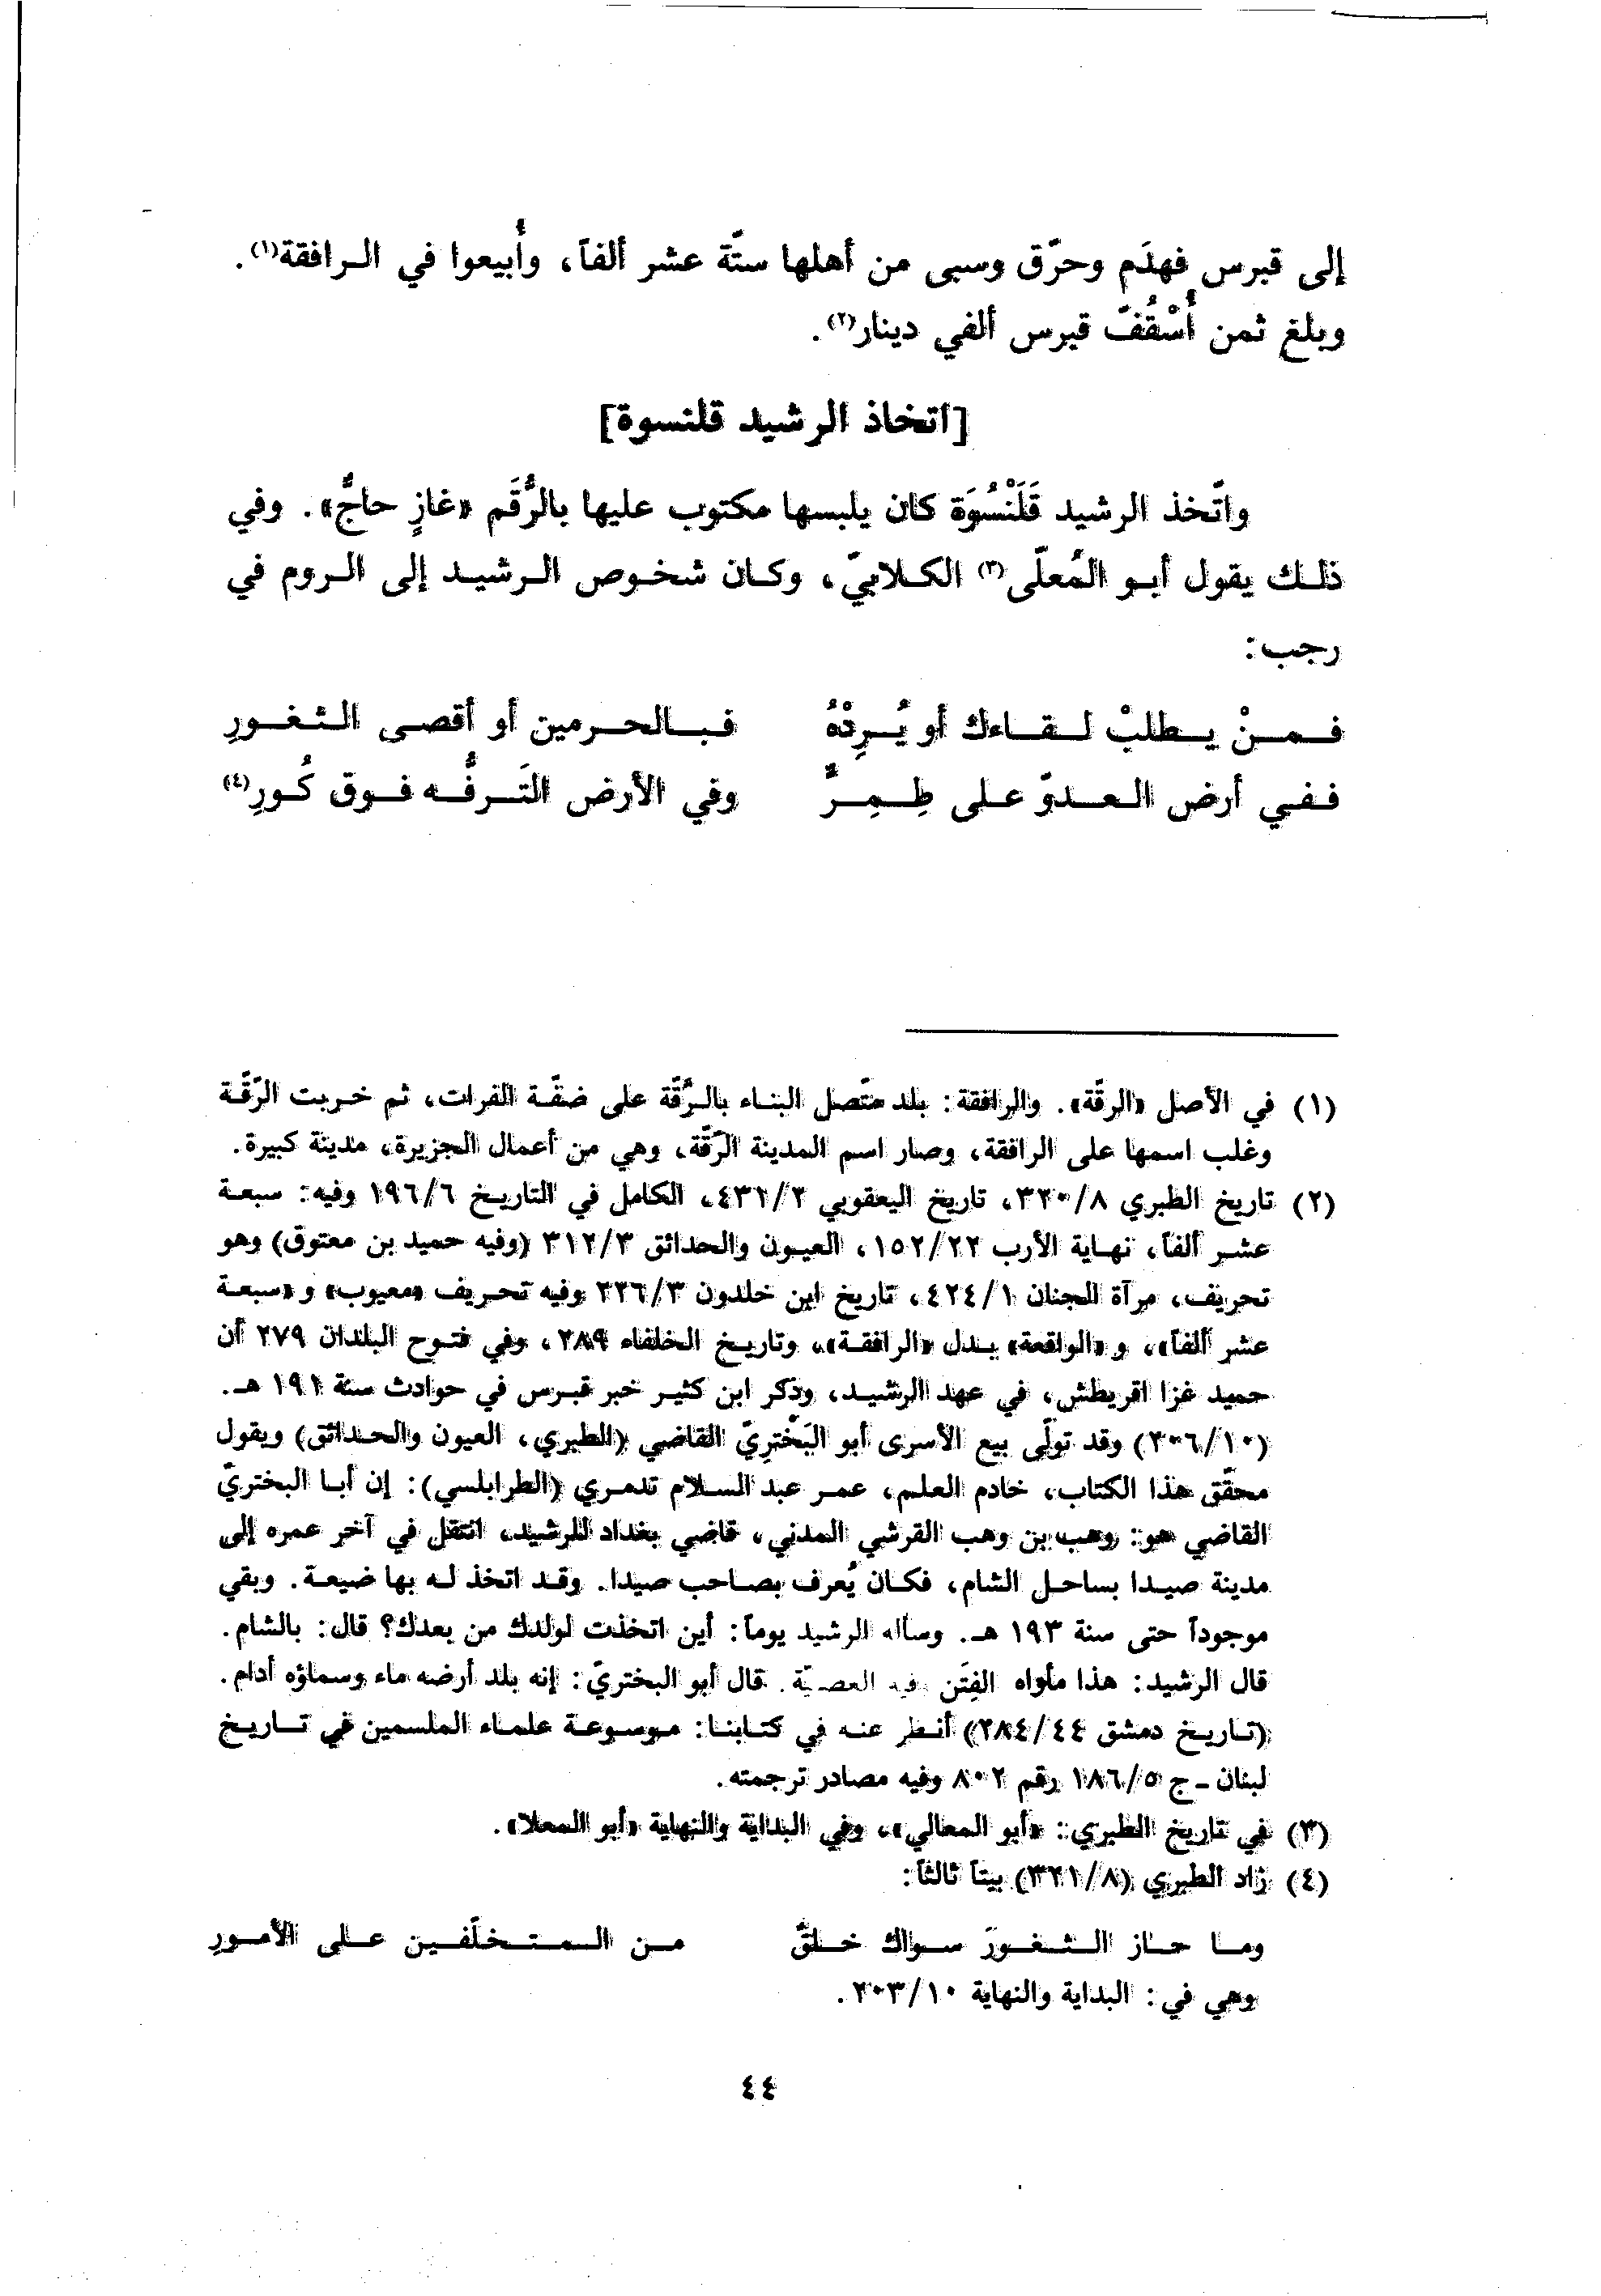 إلى قبرس فهدَم وحرّق وسبى من أهلها ستّة عشر ألفاً، وأُبيعوا في الرافقة(١).
وبلغ ثمن أُسْقُفّ قبرس ألفي دينار(٢).
[اتخاذ الرشيد قلنسوة]
واتّخذ الرشيد قَلَنْسُوَة كان يلبسها مكتوب عليها بالرَّقم «غازٍ حاجٌّ». وفي
ذلك يقول أبو المُعلّى(٣) الكلابيّ، وكان شخوص الرشيد إلى الروم في
رجب:
فمنْ يطلبْ لقاءك أو يُرِدْهُ فبالحرمين أو أقصى الثغورِ
ففي أرض العدوّ على طِمِرٍّ وفي الأرض التَرفُّه فوق كُورِ(٤)
(١) في الأصل «الرقّة». والرافقة: بلد متّصل البناء بالرَّقّة على ضفّة الفرات، ثم خربت الرَّقّة
وغلب اسمها على الرافقة، وصار اسم المدينة الرَّقّة، وهي من أعمال الجزيرة، مدينة كبيرة.
(٢) تاريخ الطبري ٣٢٠/٨، تاريخ اليعقوبي ٤٣١/٢، الكامل في التاريخ ١٩٦/٦ وفيه: سبعة
عشر ألفاً، نهاية الأرب ١٥٢/٢٢، العيون والحدائق ٣١٢/٣ (وفيه حميد بن معتوق) وهو
تحريف، مرآة الجنان ٤٢٤/١، تاريخ ابن خلدون ٢٢٦/٣ وفيه تحريف «معيوب» و«سبعة
عشر ألفاً»، و«الواقعة» بدل «الرافقة»، وتاريخ الخلفاء ٢٨٩، وفي فتوح البلدان ٢٧٩ أن
حميد غزا اقريطش، في عهد الرشيد، وذكر ابن كثير خبر قبرس في حوادث سنة ١٩١ هـ.
(٢٠٦/١٠) وقد تولّى بيع الأسرى أبو البَخْتِريّ القاضي (الطبري، العيون والحدائق) ويقول
محقّق هذا الكتاب، خادم العلم، عمر عبد السلام تدمري (الطرابلسي): إن أبا البختريّ
القاضي هو: وهب بن وهب القرشي المدني، قاضي بغداد للرشيد، انتقل في آخر عمره إلى
مدينة صيدا بساحل الشام، فكان يُعرف بصاحب صيدا. وقد اتخذ له بها ضيعة. وبقي
موجوداً حتى سنة ١٩٣ هـ. وسأله الرشيد يوماً: أين اتخذت لولدك من بعدك؟ قال: بالشام.
قال الرشيد: هذا مأواه الفِتَن فيه العصبيّة. قال أبو البختريّ: إنه بلد أرضه ماء وسماؤه أدام.
(تاريخ دمشق ٢٨٤/٤٤) أنظر عنه في كتابنا: موسوعة علماء الملسمين في تاريخ
لبنان ـ ج ١٨٦/٥ رقم ٨٠٢ وفيه مصادر ترجمته.
(٣) في تاريخ الطبري: «أبو المعالي»، وفي البداية والنهاية «أبو المعلا».
(٤) زاد الطبري (٣٢١/٨) بيتاً ثالثاً:
وما حاز الثغورَ سواك خلقٌ من المتخلّفين على الأمورِ
وهي في: البداية والنهاية ٢٠٣/١٠.
٤٤